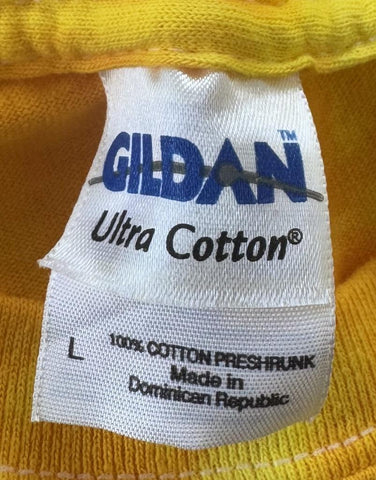 GILDAN™
Ultra Cotton®
L
100% COTTON PRESHRUNK
Made in
Dominican Republic